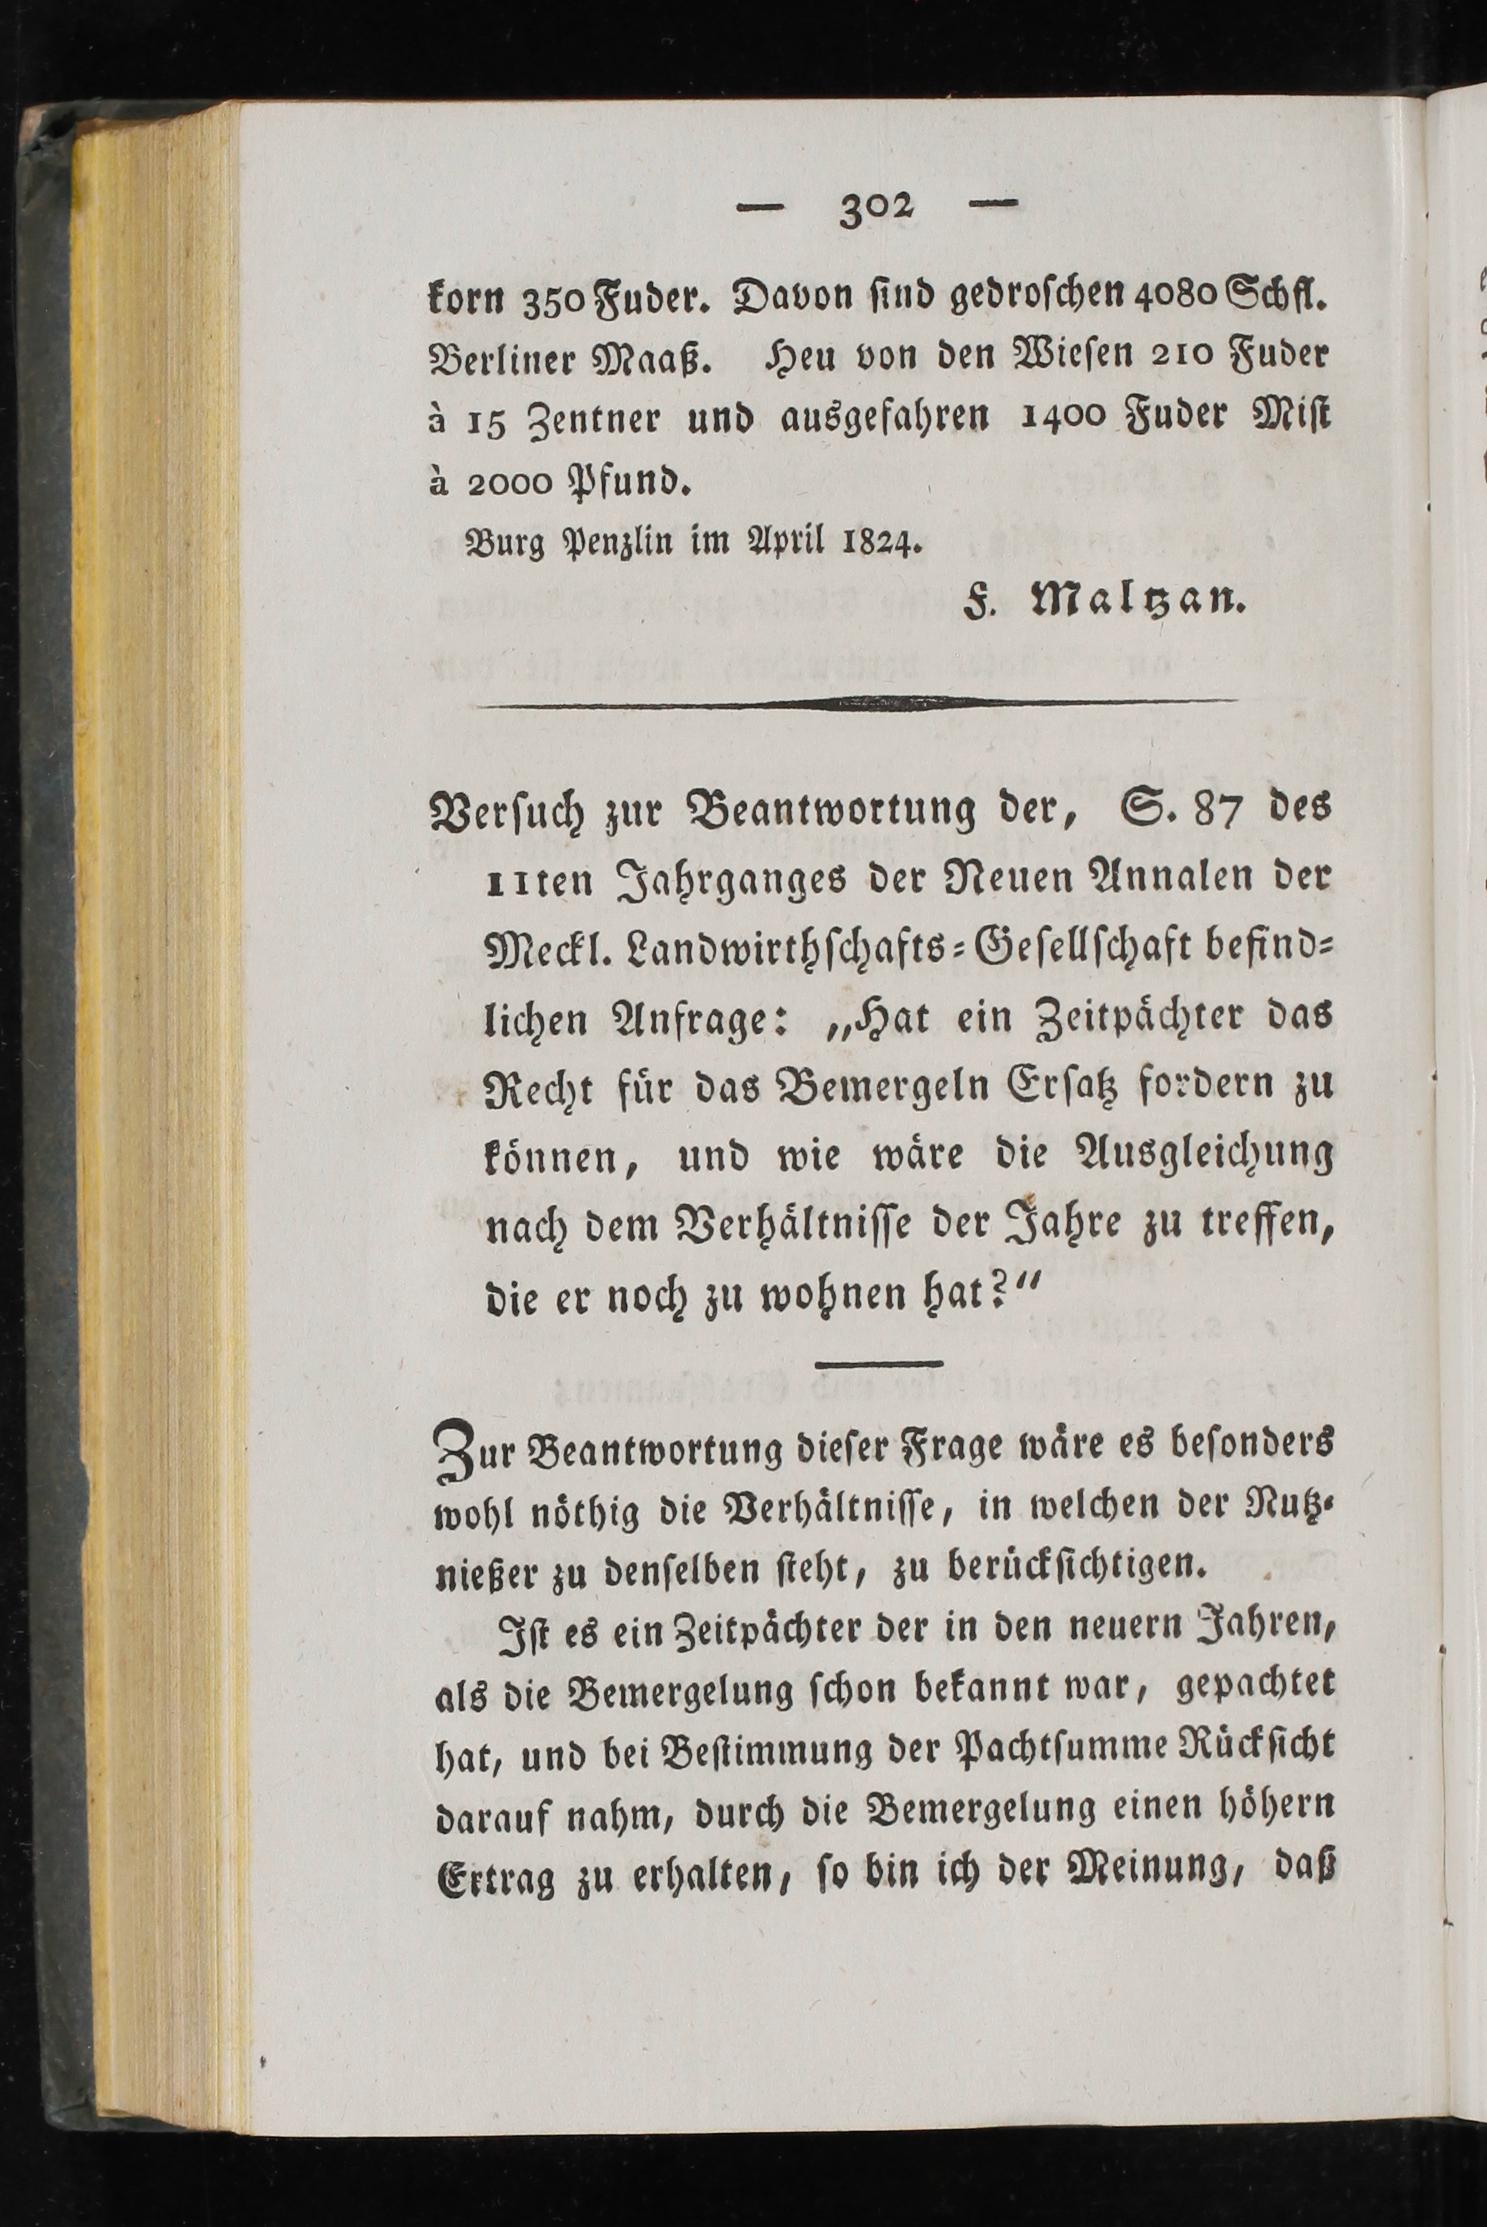 — 302 —
korn 350 Fuder. Davon ſind gedroſchen 4080 Schfl.
Berliner Maaß. Heu von den Wieſen 210 Fuder
à 15 Zentner und ausgefahren 1400 Fuder Miſt
à 2000 Pfund.
Burg Penzlin im April 1824.
F. Maltzan.
Verſuch zur Beantwortung der, S. 87 des
11ten Jahrganges der Neuen Annalen der
Meckl. Landwirthſchafts-Geſellſchaft befind-
lichen Anfrage: „Hat ein Zeitpächter das
Recht für das Bemergeln Erſatz fordern zu
können, und wie wäre die Ausgleichung
nach dem Verhältniſſe der Jahre zu treffen,
die er noch zu wohnen hat?“
Zur Beantwortung dieſer Frage wäre es beſonders
wohl nöthig die Verhältniſſe, in welchen der Nutz-
nießer zu denſelben ſteht, zu berückſichtigen.
Iſt es ein Zeitpächter der in den neuern Jahren,
als die Bemergelung ſchon bekannt war, gepachtet
hat, und bei Beſtimmung der Pachtſumme Rückſicht
darauf nahm, durch die Bemergelung einen höhern
Ertrag zu erhalten, ſo bin ich der Meinung, daß